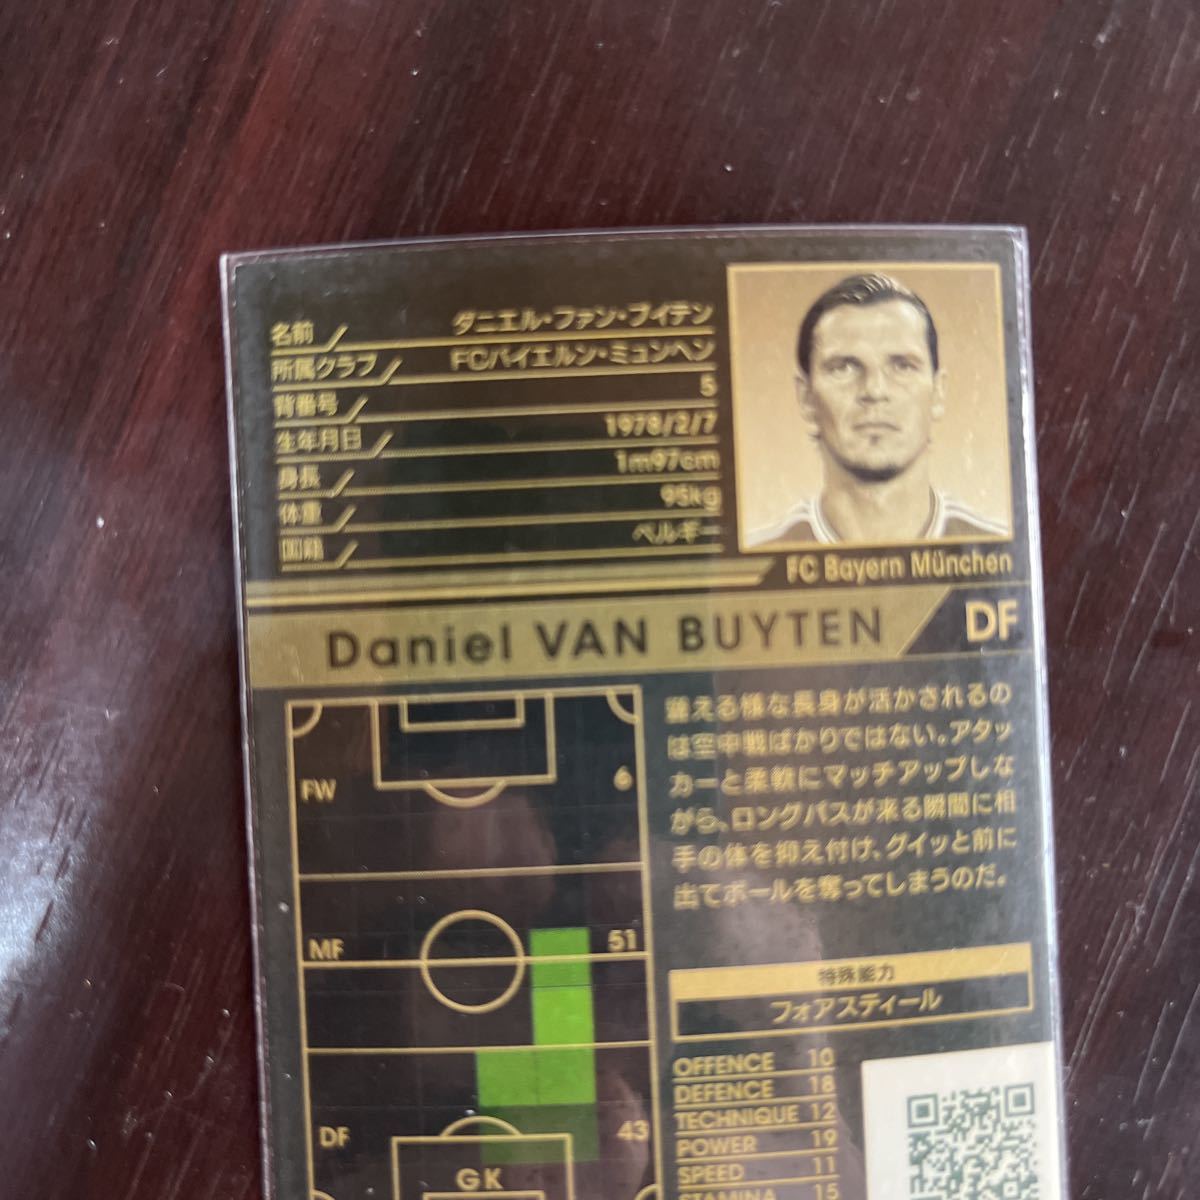 名前 ダニエル・ファン・ブイテン
所属クラブ FCバイエルン・ミュンヘン
背番号 5
生年月日 1978/2/7
身長 1m97cm
体重 95kg
国籍 ベルギー
FC Bayern München
Daniel VAN BUYTEN DF
聳える様な長身が活かされるの
は空中戦ばかりではない。アタッ
カーと柔軟にマッチアップしな
がら、ロングパスが来る瞬間に相
手の体を抑え付け、グイッと前に
出てボールを奪ってしまうのだ。
FW 6
MF 51
DF 43
GK
特殊能力
フォアスティール
OFFENCE 10
DEFENCE 18
TECHNIQUE 12
POWER 19
SPEED 11
STAMINA 15